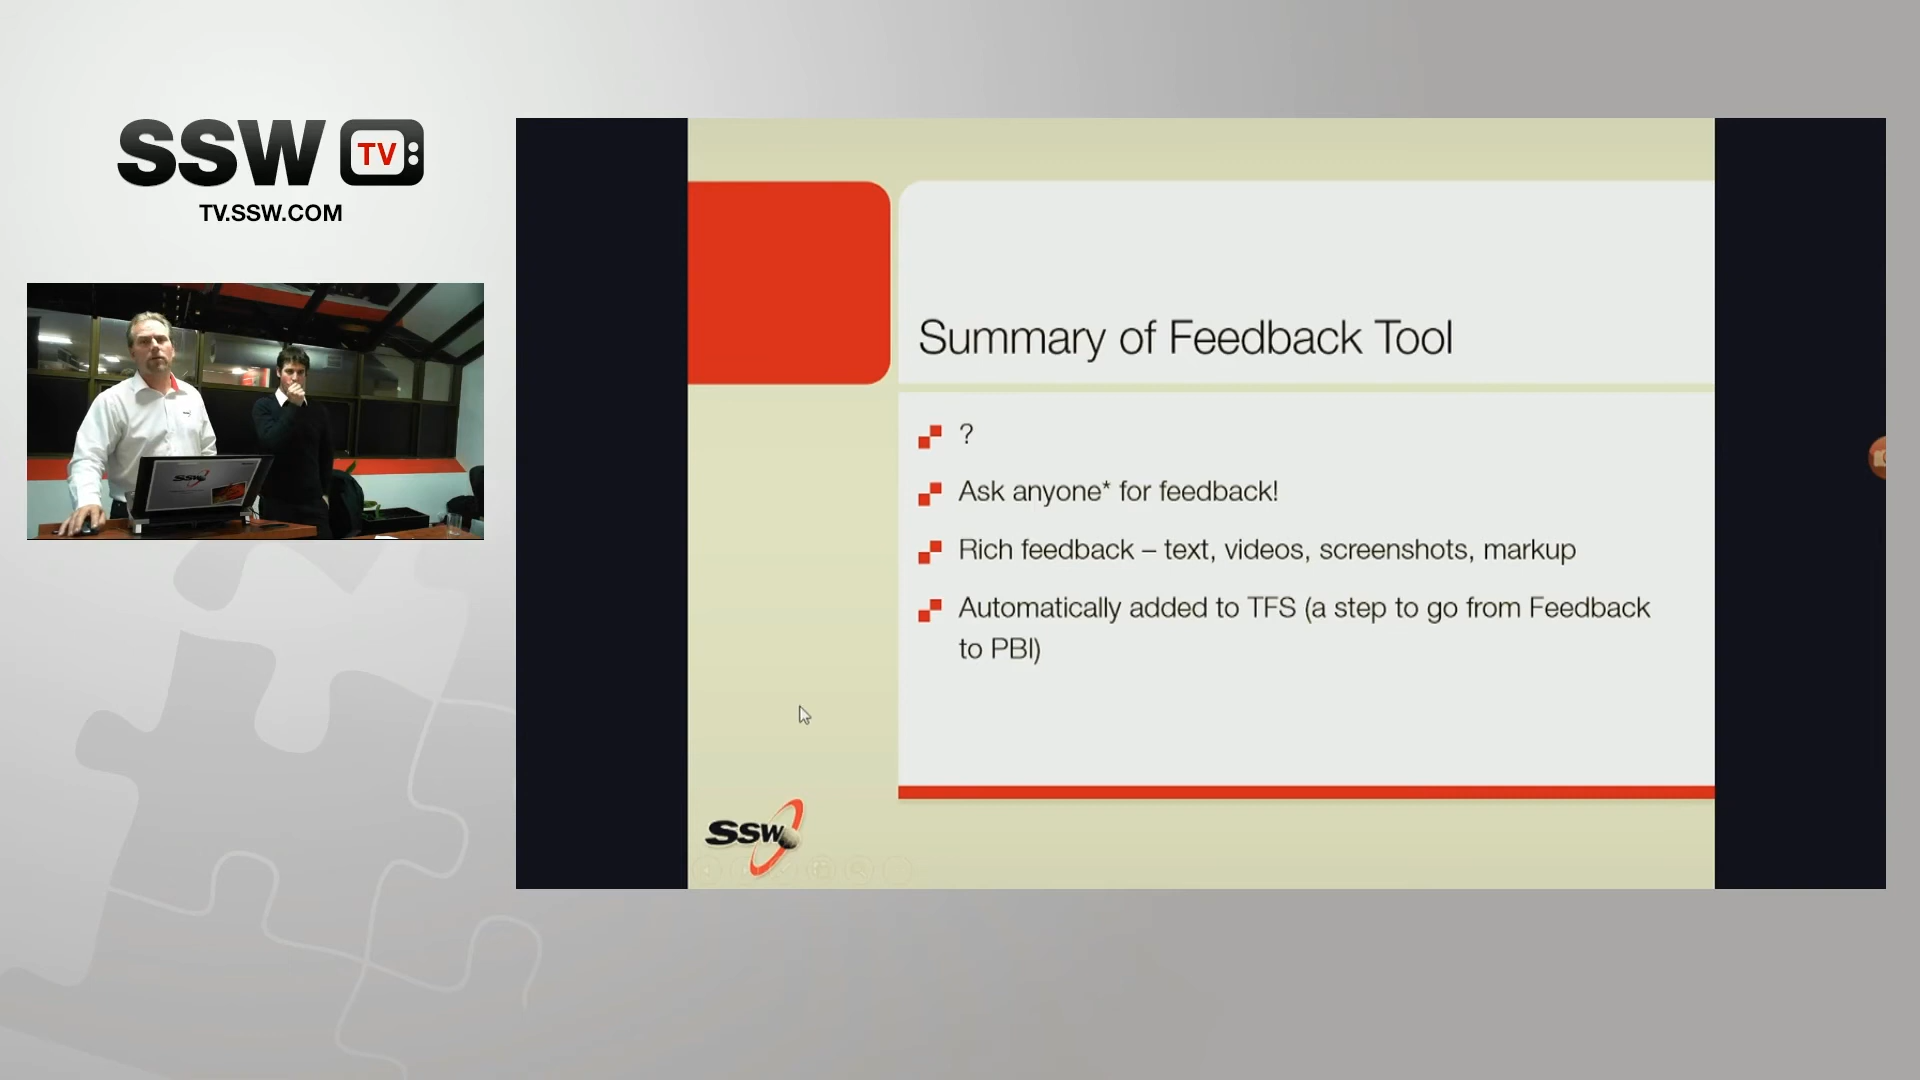 SSW TV:
TV.SSW.COM
SSW
Summary of Feedback Tool
?
Ask anyone* for feedback!
Rich feedback – text, videos, screenshots, markup
Automatically added to TFS (a step to go from Feedback
to PBI)
SSW